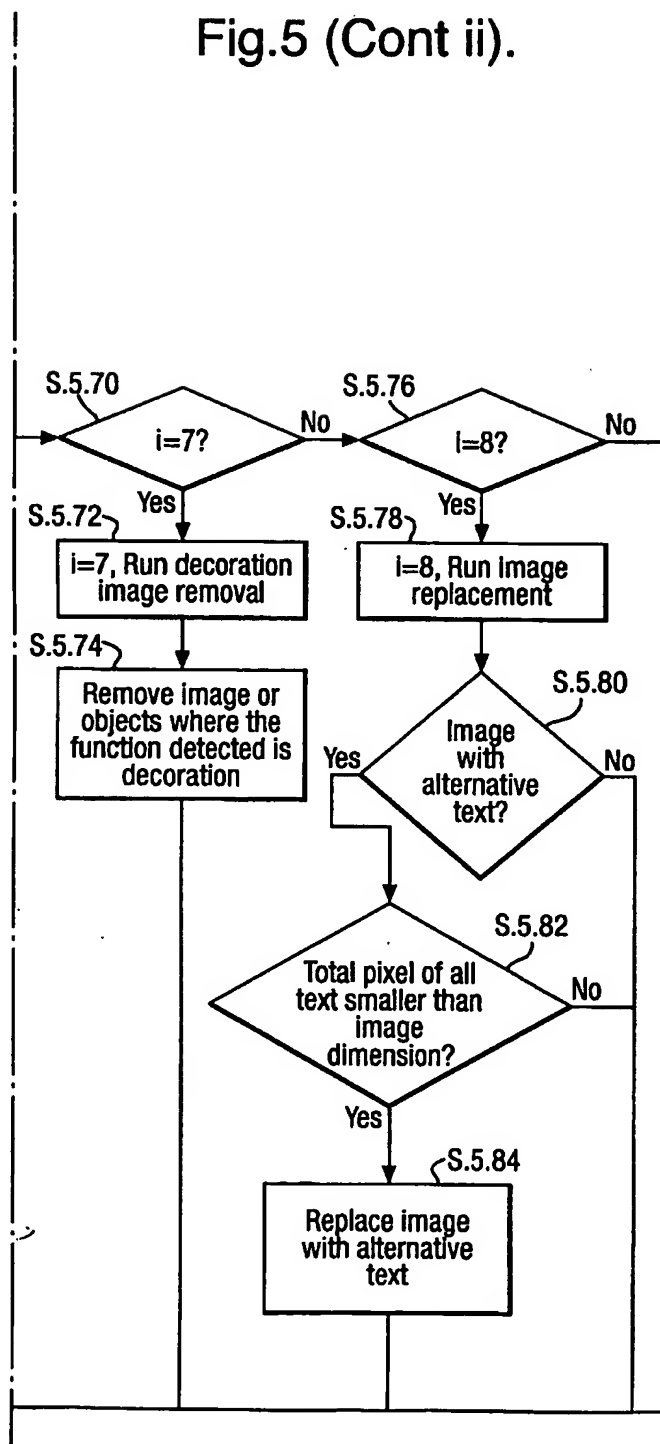 Fig.5 (Cont ii).
S.5.70
i=7?
No
Yes
S.5.76
i=8?
No
Yes
S.5.72
i=7, Run decoration
image removal
S.5.78
i=8, Run image
replacement
S.5.74
Remove image or
objects where the
function detected is
decoration
S.5.80
Image
with
alternative
text?
Yes
No
S.5.82
Total pixel of all
text smaller than
image
dimension?
No
Yes
S.5.84
Replace image
with alternative
text